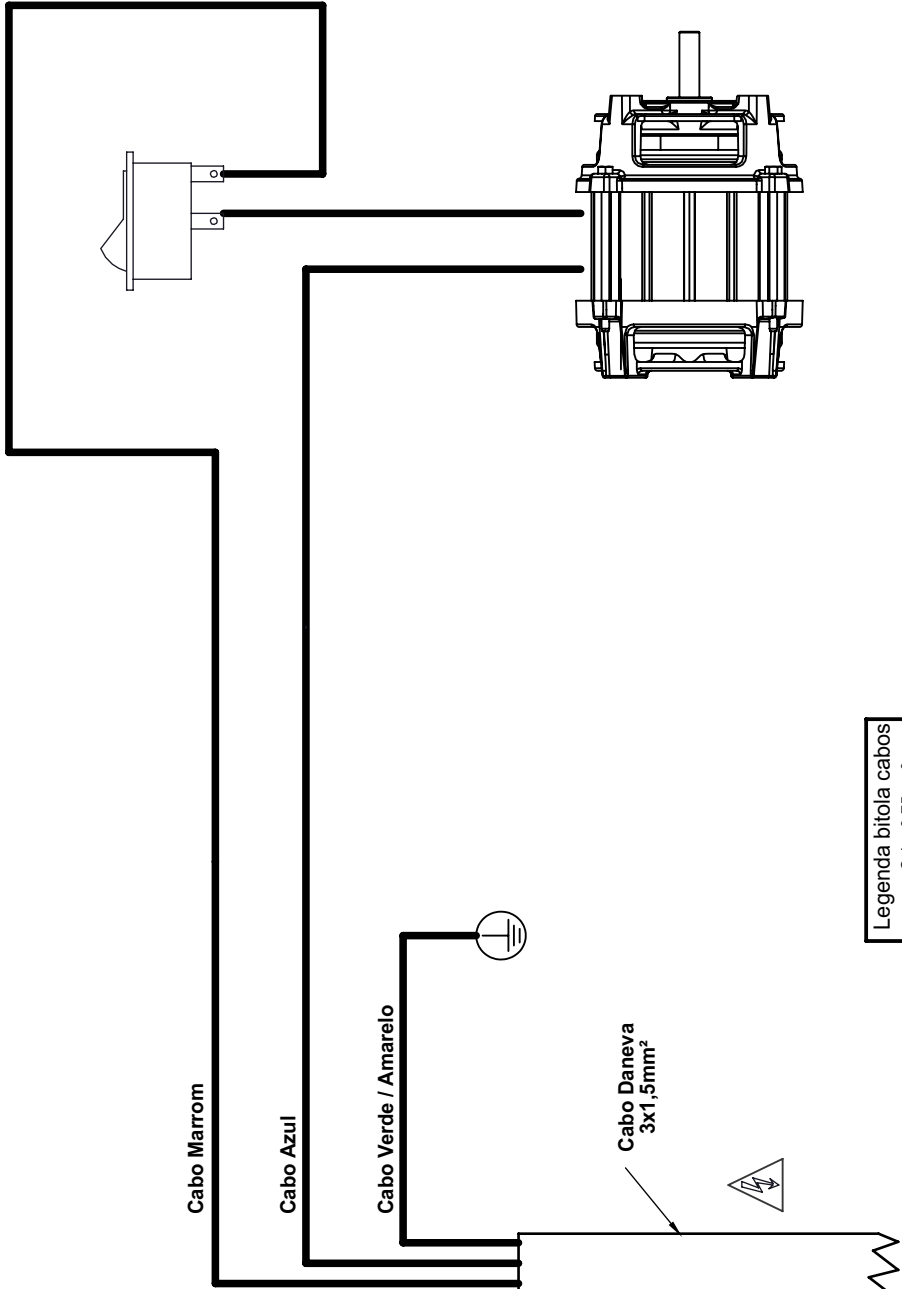 Cabo Marrom
Cabo Azul
Cabo Verde / Amarelo
Cabo Daneva
3x1,5mm²
Legenda bitola cabos